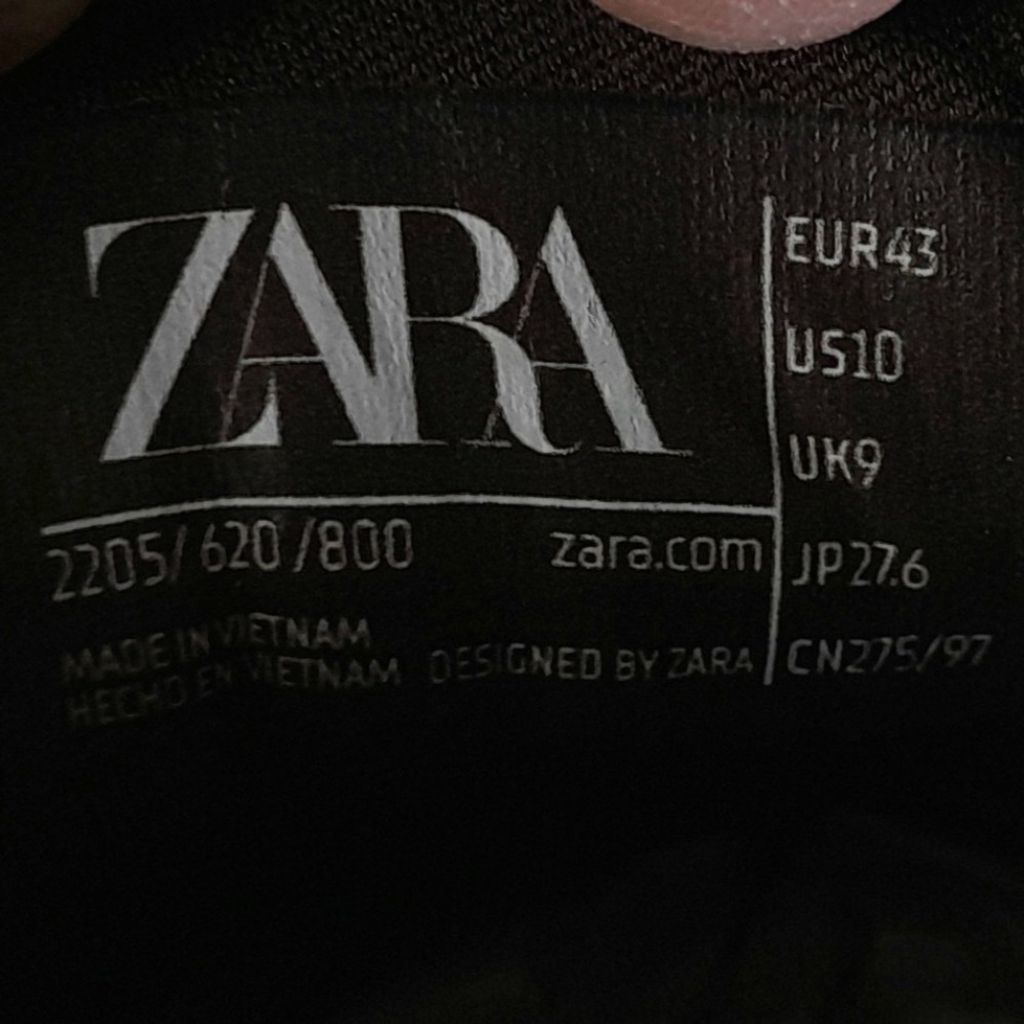 ZARA
2205/620/800 zara.com
MADE IN VIETNAM
HECHO EN VIETNAM DESIGNED BY ZARA
EUR43
US10
UK9
JP27.6
CN275/97